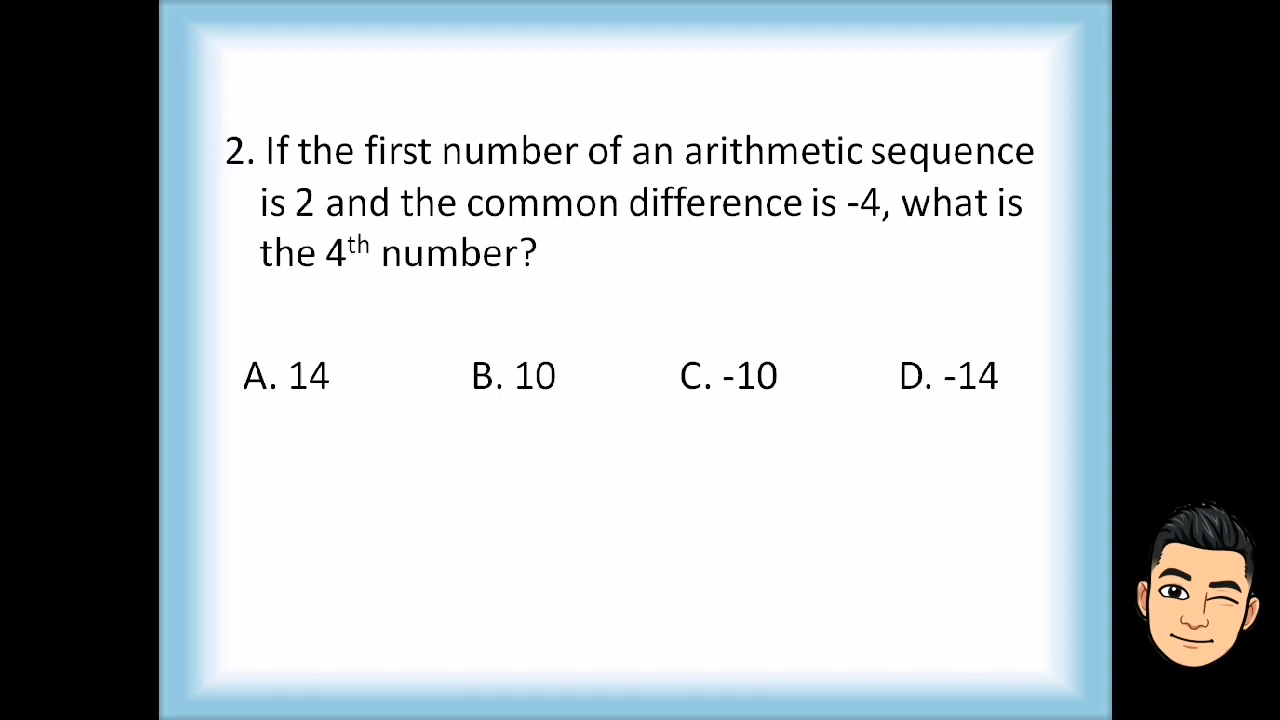 2. If the first number of an arithmetic sequence
is 2 and the common difference is -4, what is
the 4th number?
A. 14 B. 10 C. -10 D. -14